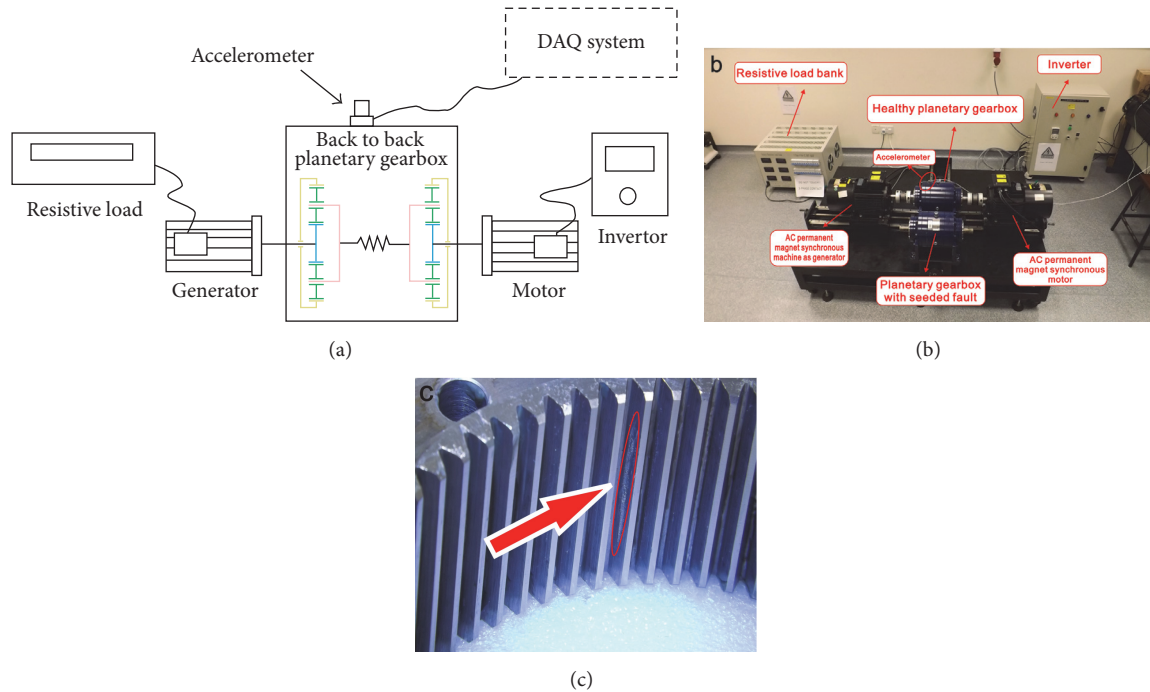 DAQ system
Accelerometer
Back to back
planetary gearbox
Resistive load
Generator
Motor
Invertor
(a)
b
Resistive load bank
Inverter
Healthy planetary gearbox
Accelerometer
AC permanent
magnet synchronous
machine as generator
AC permanent
magnet synchronous
motor
Planetary gearbox
with seeded fault
(b)
C
(c)